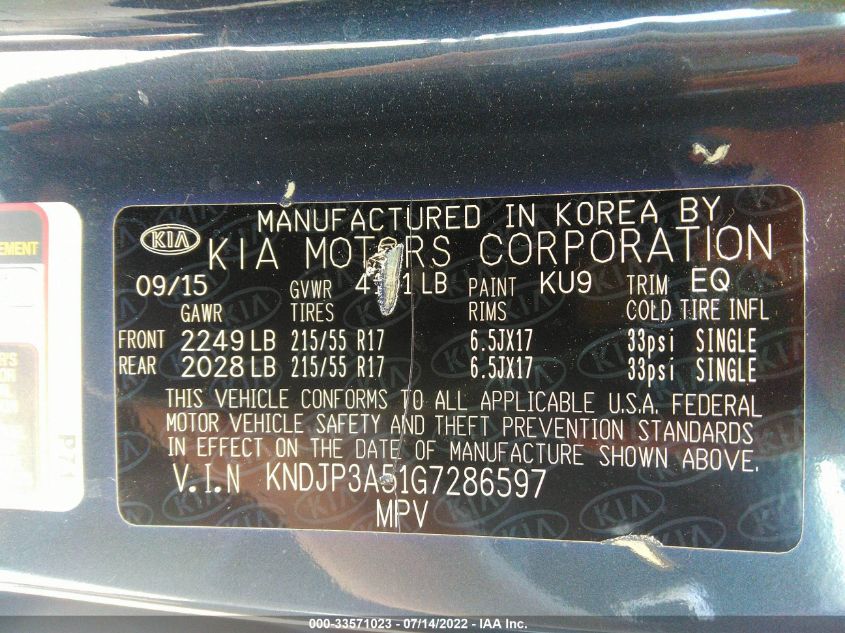 MANUFACTURED IN KOREA BY
KIA KIA MOTORS CORPORATION
09/15 GVWR LB PAINT KU9 TRIM EQ
GAWR TIRES RIMS COLD TIRE INFL
FRONT 2249 LB 215/55 R17 6.5JX17 33psi SINGLE
REAR 2028 LB 215/55 R17 6.5JX17 33psi SINGLE
THIS VEHICLE CONFORMS TO ALL APPLICABLE U.S.A. FEDERAL
MOTOR VEHICLE SAFETY AND THEFT PREVENTION STANDARDS
IN EFFECT ON THE DATE OF MANUFACTURE SHOWN ABOVE.
V.I.N KNDJP3A51G7286597
MPV
000-33571023 - 07/14/2022 - IAA Inc.